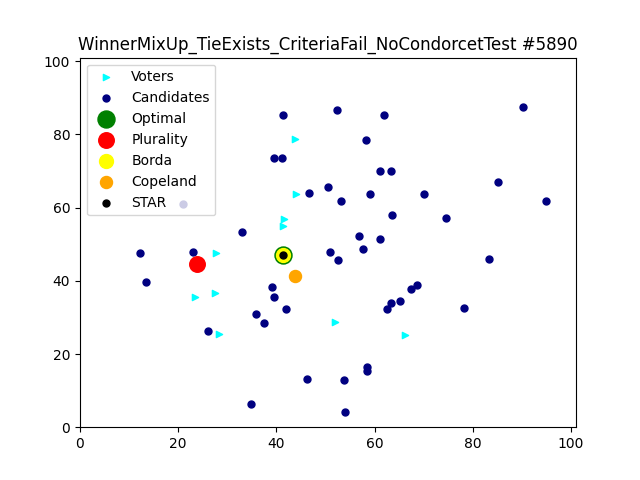 WinnerMixUp_TieExists_CriteriaFail_NoCondorcetTest #5890
Voters
Candidates
Optimal
Plurality
Borda
Copeland
STAR
100
80
60
40
20
0
0 20 40 60 80 100